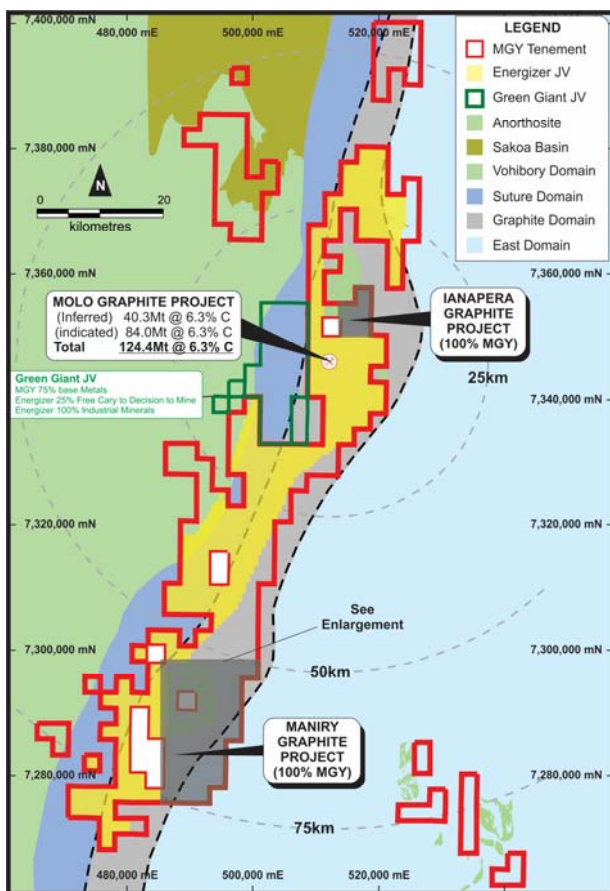 7,400,000 mN
480,000 mE
500,000 mE
520,000 mE
LEGEND
MGY Tenement
Energizer JV
Green Giant JV
Anorthosite
Sakoa Basin
Vohibory Domain
Suture Domain
Graphite Domain
East Domain
7,380,000 mN
N
0 20
kilometres
7,360,000 mN
7,360,000 mN
MOLO GRAPHITE PROJECT
(Inferred) 40.3Mt @ 6.3% C
(indicated) 84.0Mt @ 6.3% C
Total 124.4Mt @ 6.3% C
IANAPERA
GRAPHITE
PROJECT
(100% MGY)
Green Giant JV
MGY 75% base Metals
Energizer 25% Free Cary to Decision to Mine
Energizer 100% Industrial Minerals
25km
7,340,000 mN
7,340,000 mN
7,320,000 mN
7,320,000 mN
See
Enlargement
7,300,000 mN
7,300,000 mN
50km
MANIRY
GRAPHITE
PROJECT
(100% MGY)
7,280,000 mN
7,280,000 mN
75km
480,000 mE
500,000 mE
520,000 mE